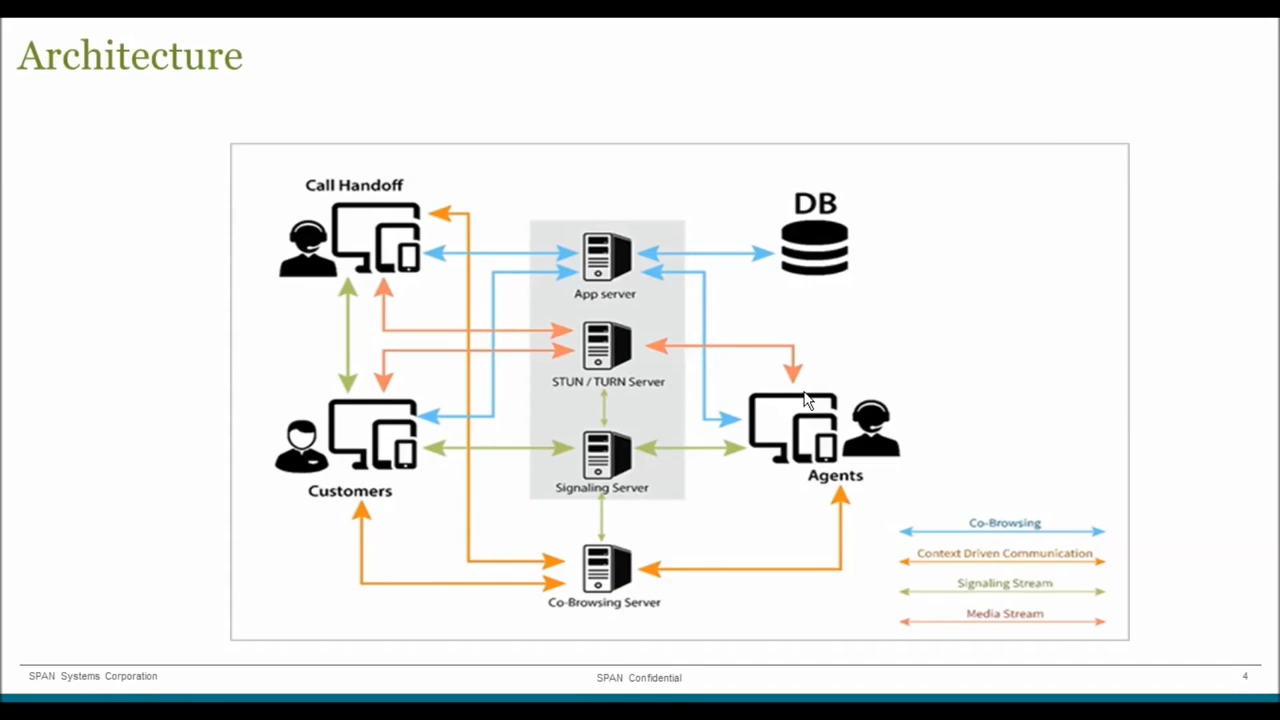 Architecture
Call Handoff
DB
App server
STUN / TURN Server
Signaling Server
Customers
Agents
Co-Browsing Server
Co-Browsing
Context Driven Communication
Signaling Stream
Media Stream
SPAN Systems Corporation
SPAN Confidential
4